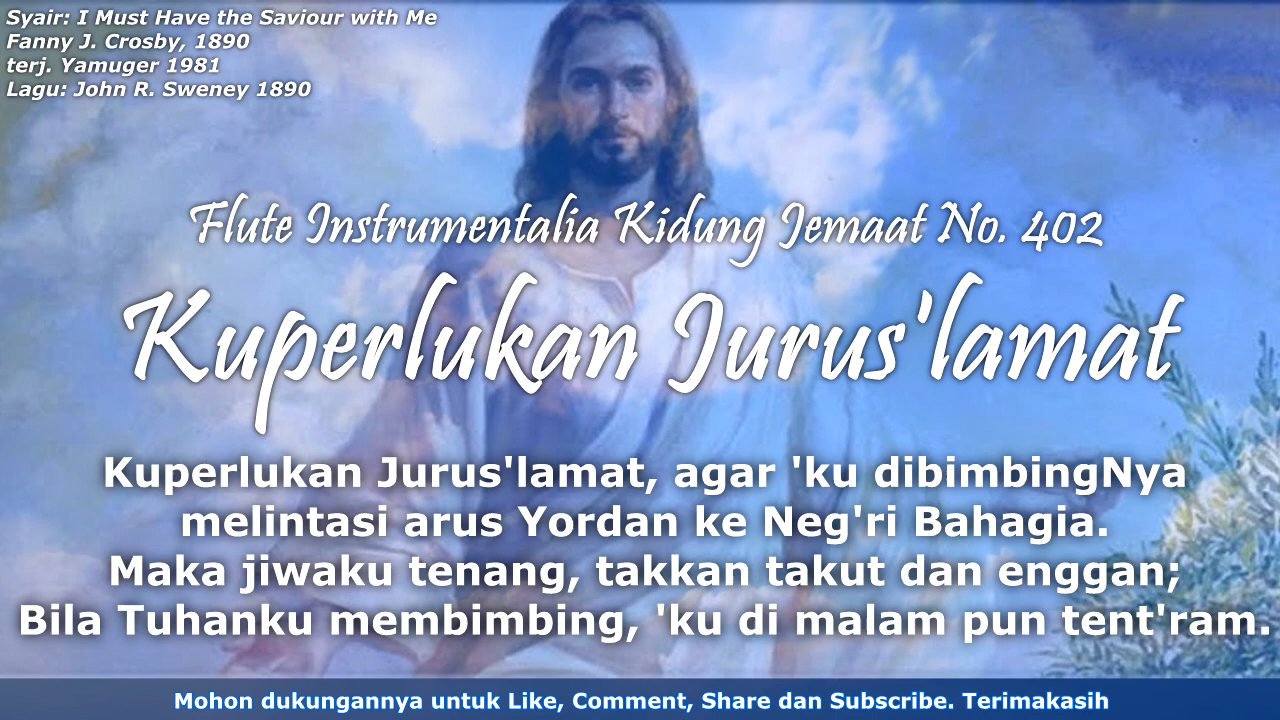 Syair: I Must Have the Saviour with Me
Fanny J. Crosby, 1890
terj. Yamuger 1981
Lagu: John R. Sweney 1890
Flute Instrumentalia Kidung Jemaat No. 402
Kuperlukan Jurus'lamat
Kuperlukan Jurus'lamat, agar 'ku dibimbingNya
melintasi arus Yordan ke Neg'ri Bahagia.
Maka jiwaku tenang, takkan takut dan enggan;
Bila Tuhanku membimbing, 'ku di malam pun tent'ram.
Mohon dukungannya untuk Like, Comment, Share dan Subscribe. Terimakasih